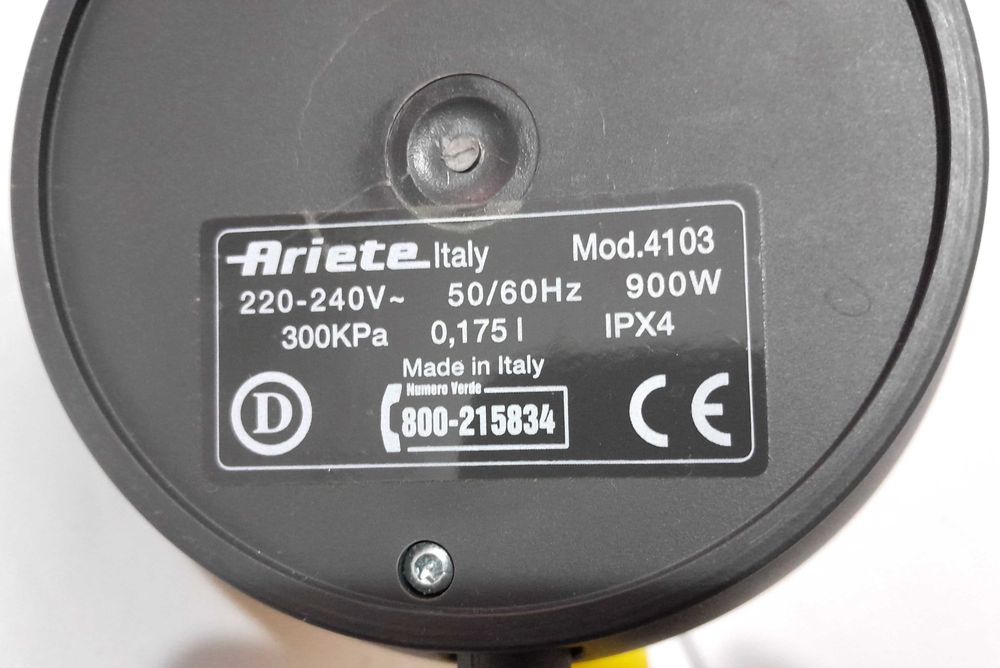 Ariete Italy Mod.4103
220-240V~ 50/60Hz 900W
300KPa 0,175 l IPX4
Made in Italy
Numero Verde
D 800-215834 CE